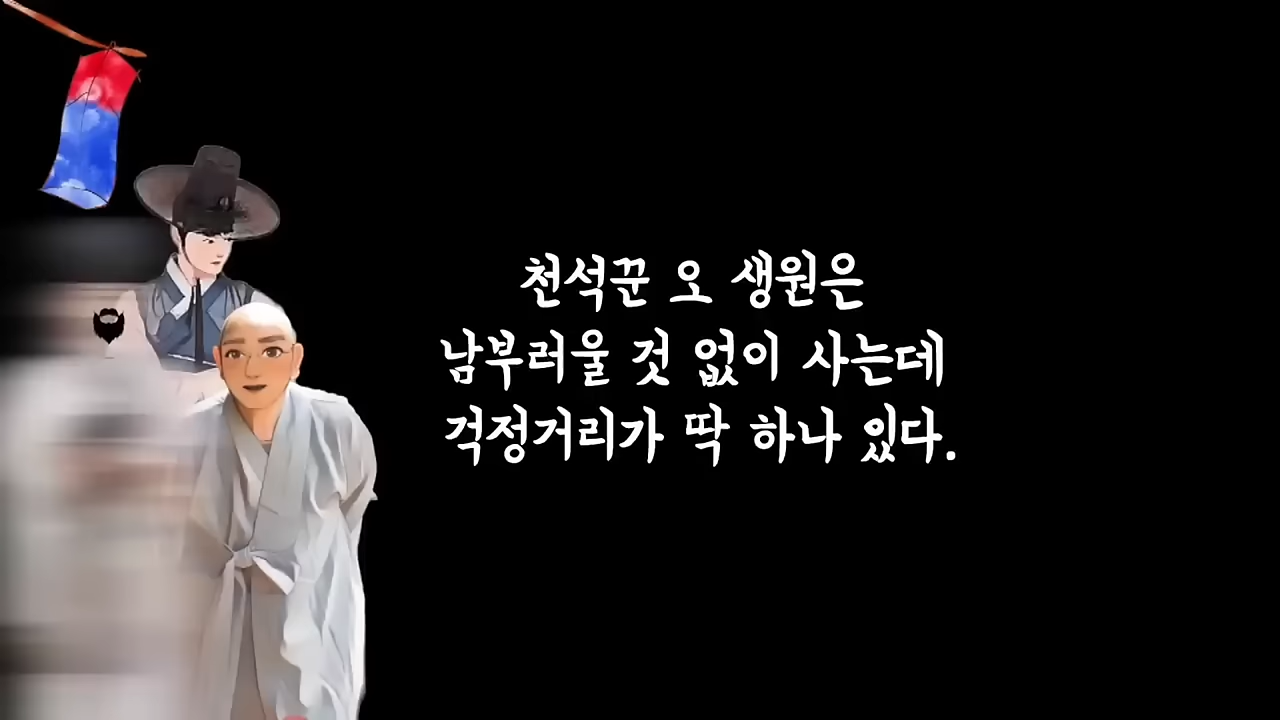 천석꾼 오 생원은
남부러울 것 없이 사는데
걱정거리가 딱 하나 있다.